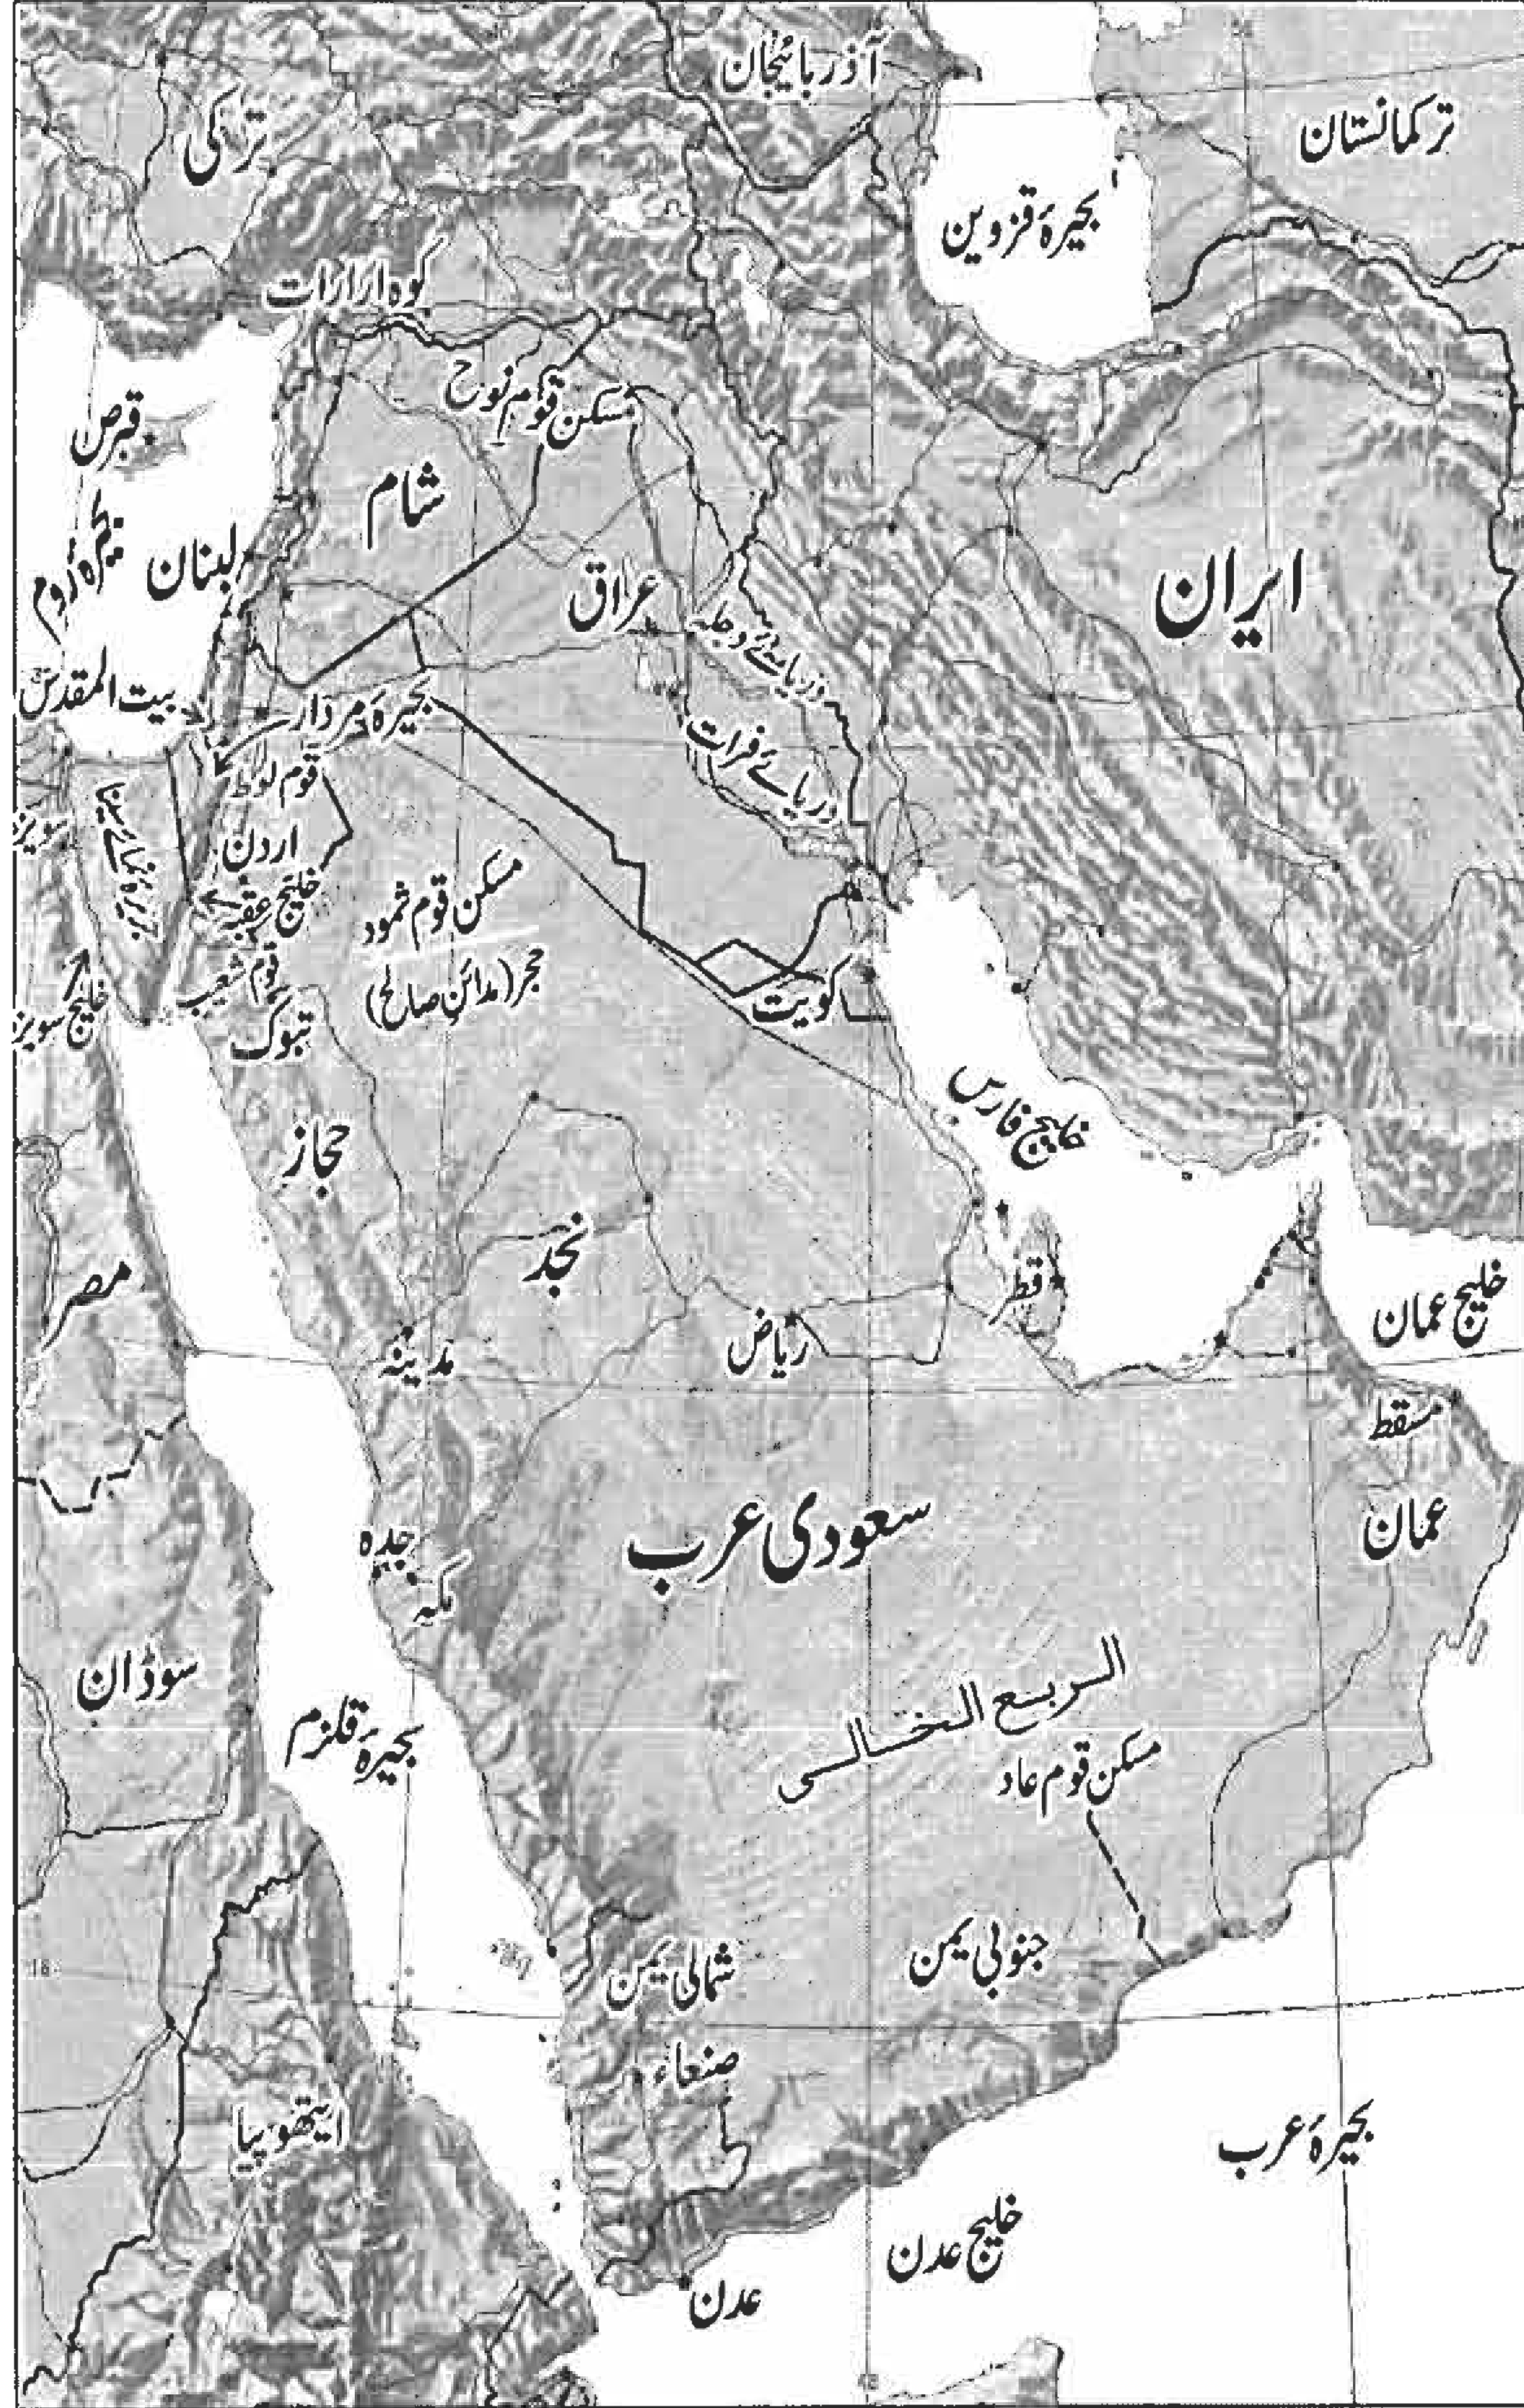 آذربائیجان
ترکمانستان
ترکی
بحیرۂ قزوین
کوہ ارارات
مسکن قوم نوح
قبرص
شام
بحیرۂ روم
لبنان
عراق
ایران
دریائے دجلہ
بیت المقدس
بحیرۂ مردار
دریائے فرات
قوم لوط
سویز
جزیرہ نمائے سینا
اردن
خلیج عقبہ
مسکن قوم ثمود
حجر (مدائن صالح)
قوم شعیب
خلیج سویز
تبوک
کویت
خلیج فارس
حجاز
نجد
مصر
قطر
خلیج عمان
مدینہ
ریاض
مسقط
سعودی عرب
عمان
جدہ
مکہ
سوڈان
الربع الخالی
بحیرۂ قلزم
مسکن قوم عاد
شمالی یمن
جنوبی یمن
صنعاء
ایتھوپیا
بحیرۂ عرب
خلیج عدن
عدن